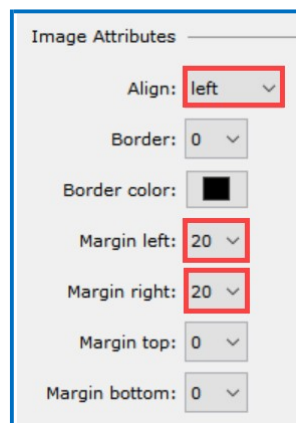 Image Attributes
Align: left
Border: 0
Border color:
Margin left: 20
Margin right: 20
Margin top: 0
Margin bottom: 0